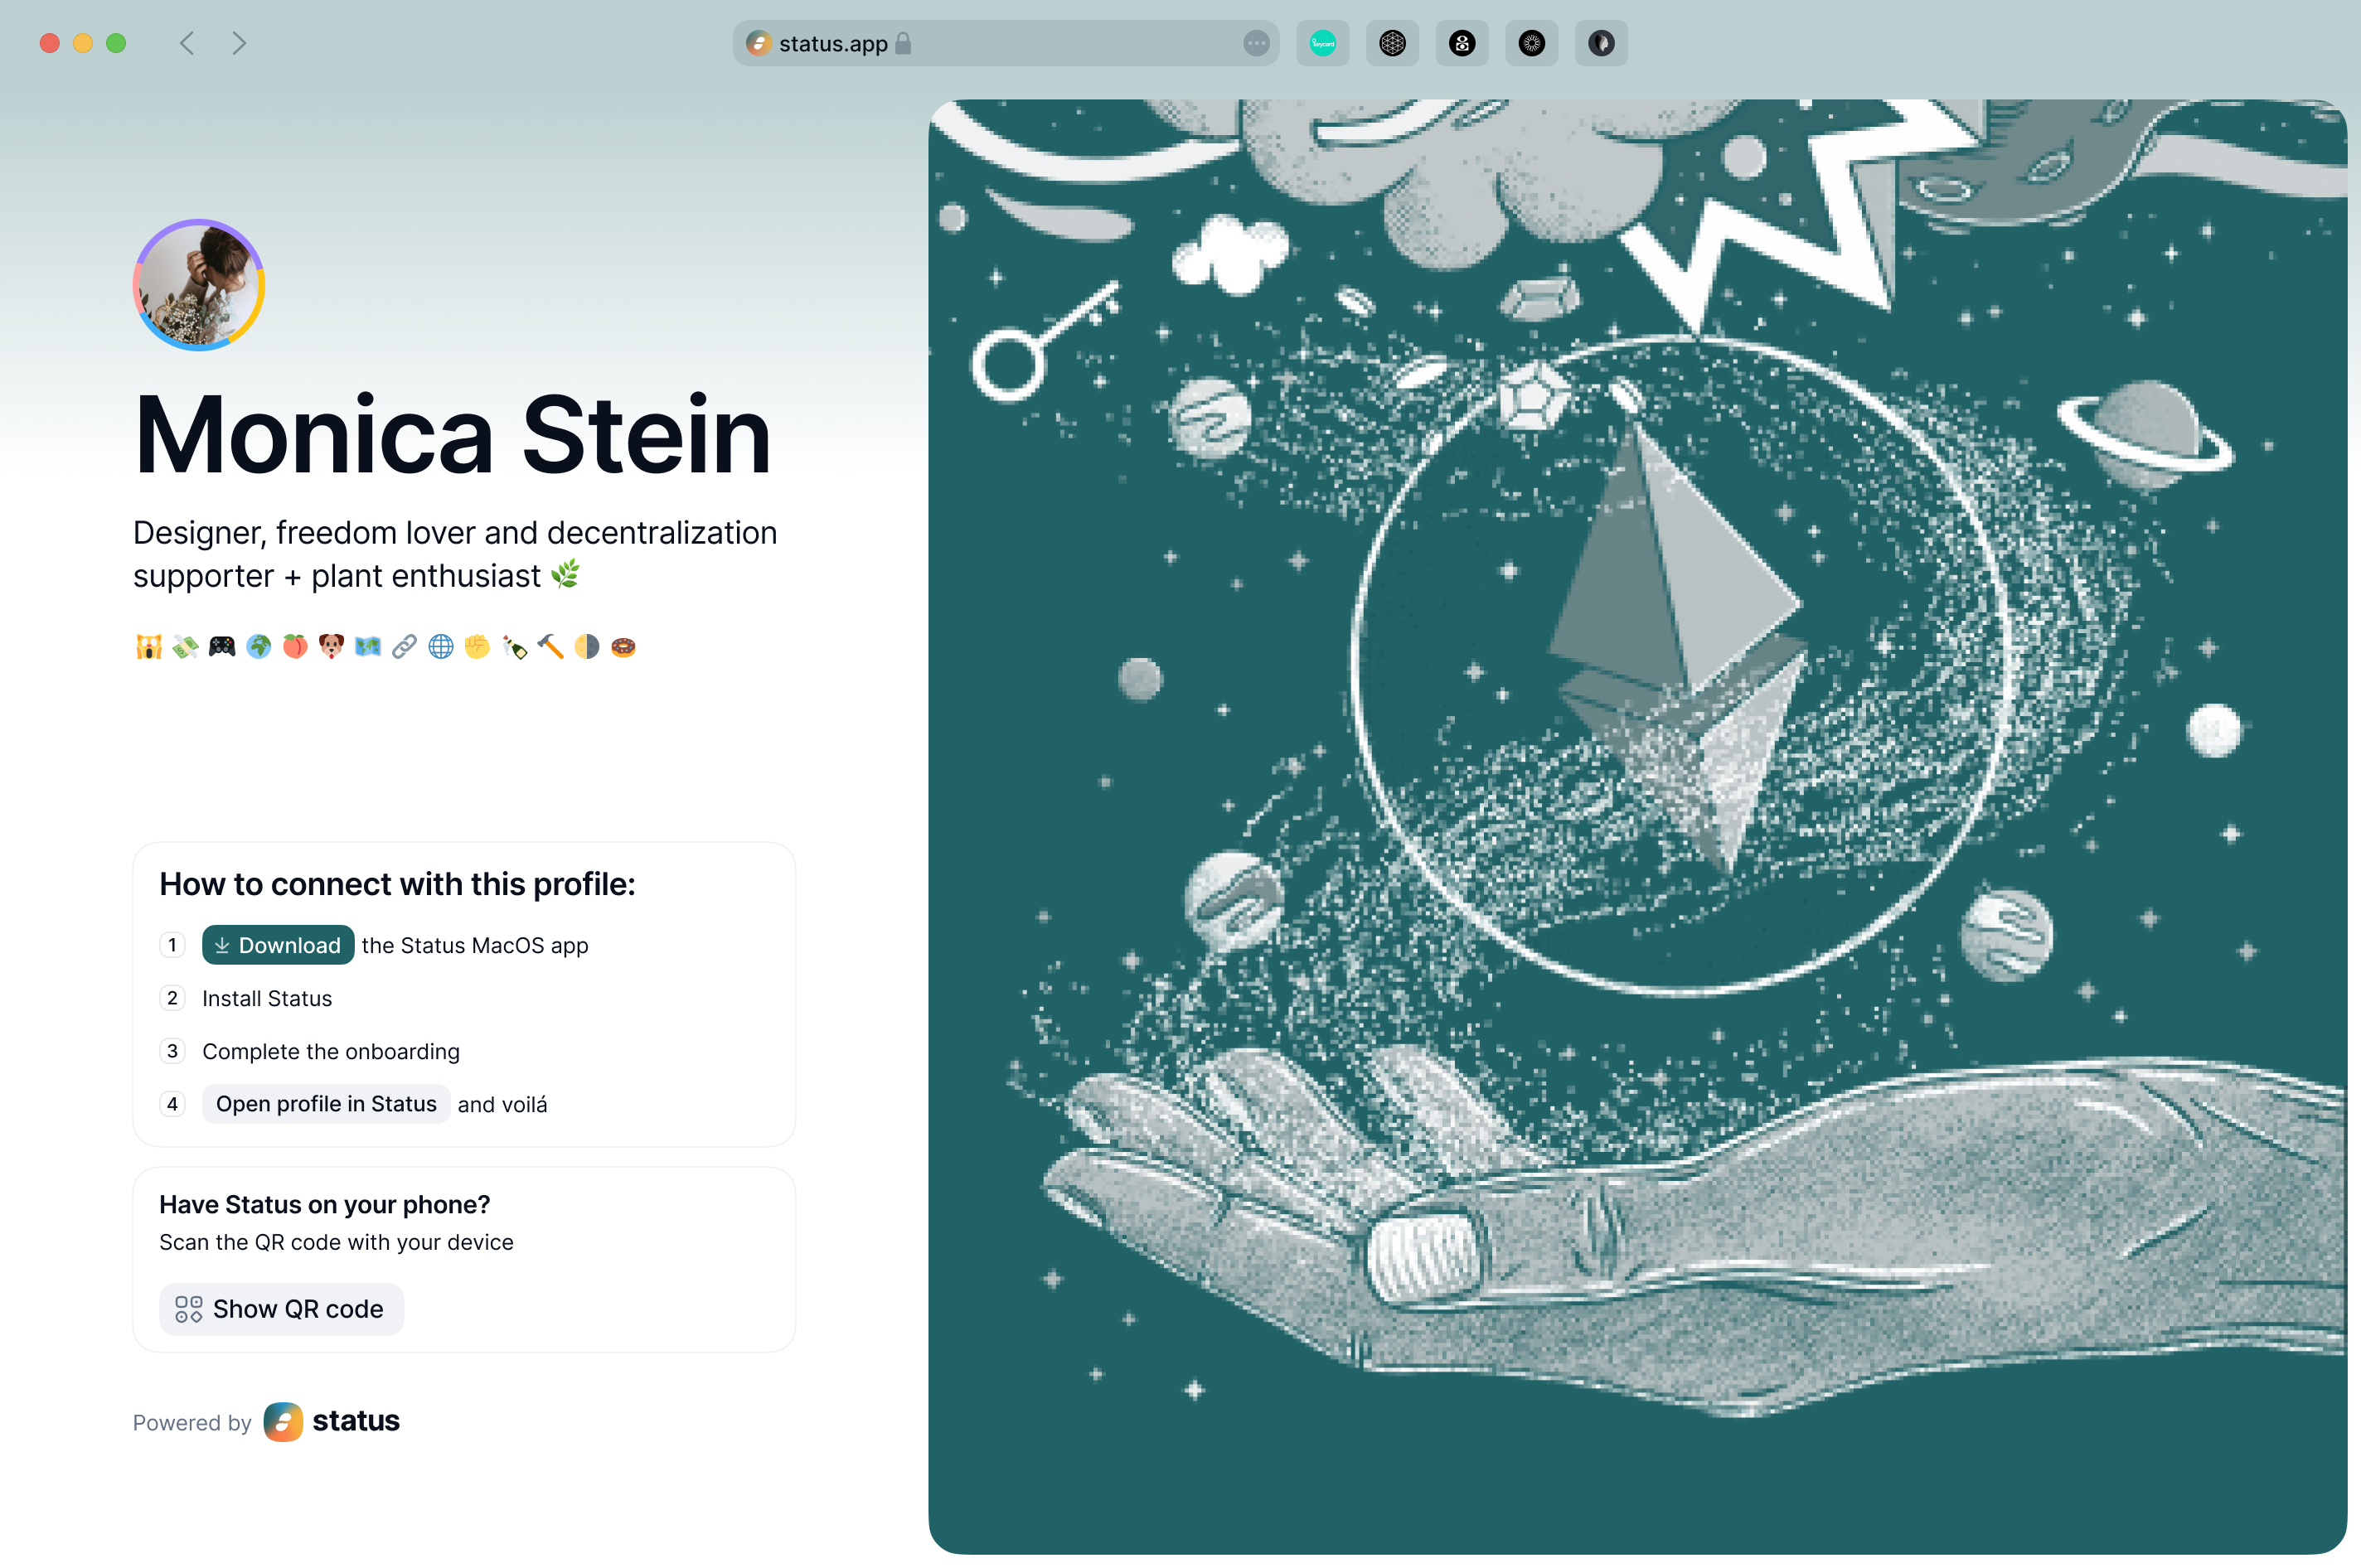 status.app
keycard
Monica Stein
Designer, freedom lover and decentralization
supporter + plant enthusiast 🌿
🙀 💸 🎮 🌍 🍑 🐶 🗺️ 🔗 🌐 ✊ 🍾 🔨 🌗 🍩
How to connect with this profile:
1 Download the Status MacOS app
2 Install Status
3 Complete the onboarding
4 Open profile in Status and voilá
Have Status on your phone?
Scan the QR code with your device
Show QR code
Powered by status